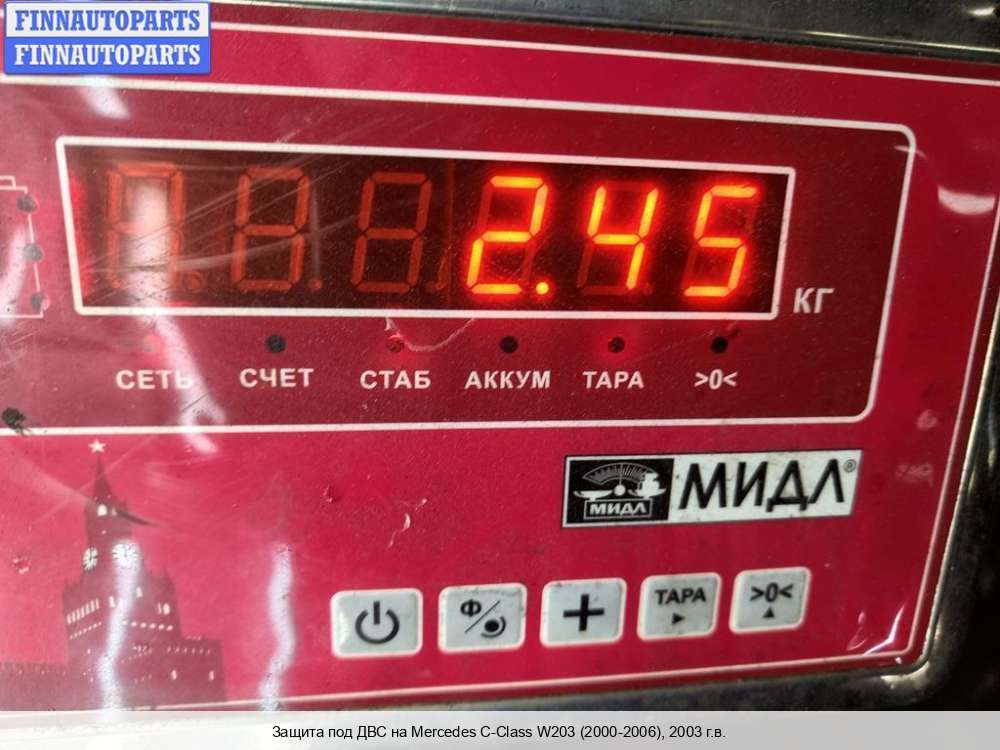 FINNAUTOPARTS
FINNAUTOPARTS
2.45
КГ
СЕТЬ СЧЕТ СТАБ АККУМ ТАРА >0<
МИДЛ МИДЛ®
Ф ТАРА >0<
Защита под ДВС на Mercedes C-Class W203 (2000-2006), 2003 г.в.